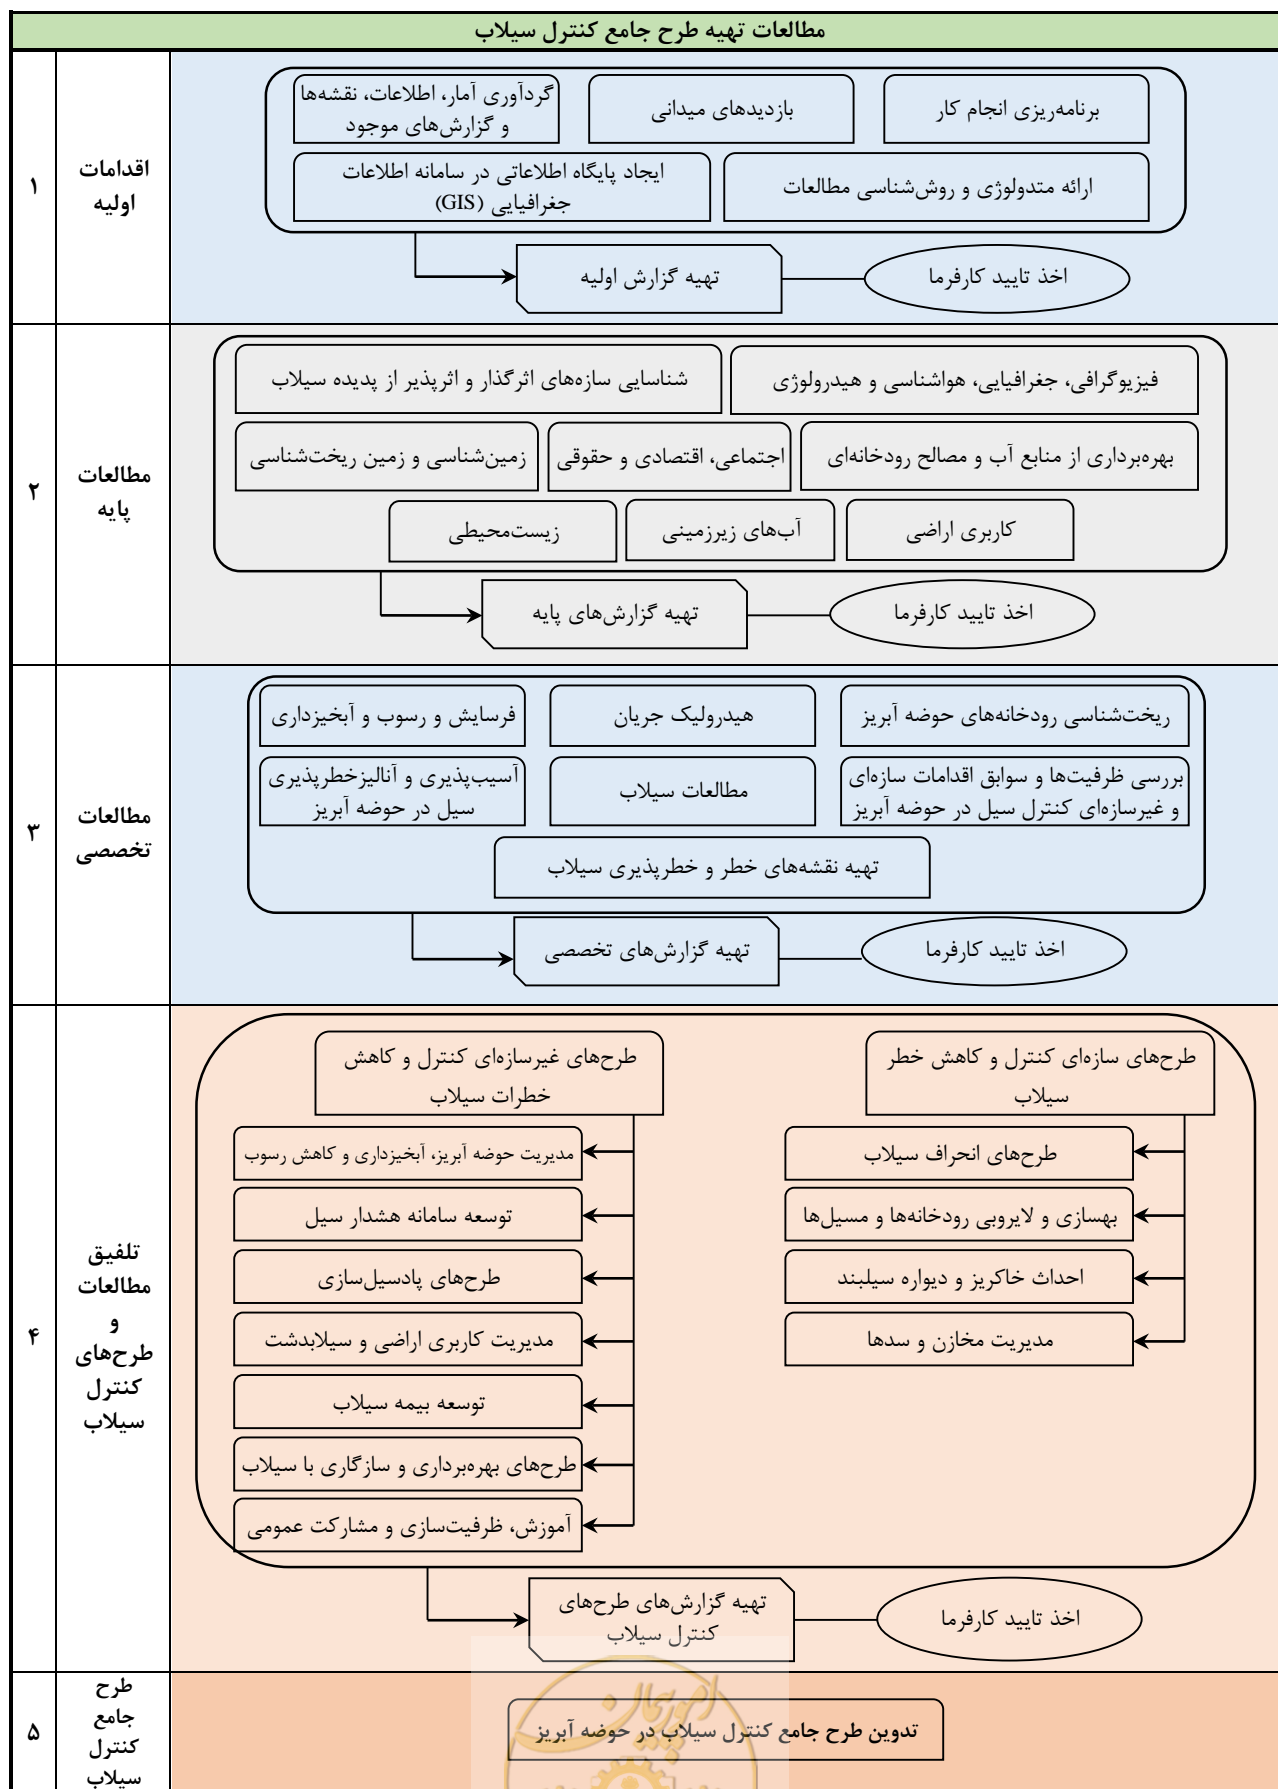 مطالعات تهیه طرح جامع کنترل سیلاب
۱
اقدامات
اولیه
برنامه‌ریزی انجام کار
بازدیدهای میدانی
گردآوری آمار، اطلاعات، نقشه‌ها
و گزارش‌های موجود
ارائه متدولوژی و روش‌شناسی مطالعات
ایجاد پایگاه اطلاعاتی در سامانه اطلاعات
جغرافیایی (GIS)
تهیه گزارش اولیه
اخذ تایید کارفرما
۲
مطالعات
پایه
فیزیوگرافی، جغرافیایی، هواشناسی و هیدرولوژی
شناسایی سازه‌های اثرگذار و اثرپذیر از پدیده سیلاب
بهره‌برداری از منابع آب و مصالح رودخانه‌ای
اجتماعی، اقتصادی و حقوقی
زمین‌شناسی و زمین ریخت‌شناسی
کاربری اراضی
آب‌های زیرزمینی
زیست‌محیطی
تهیه گزارش‌های پایه
اخذ تایید کارفرما
۳
مطالعات
تخصصی
ریخت‌شناسی رودخانه‌های حوضه آبریز
هیدرولیک جریان
فرسایش و رسوب و آبخیزداری
بررسی ظرفیت‌ها و سوابق اقدامات سازه‌ای
و غیرسازه‌ای کنترل سیل در حوضه آبریز
مطالعات سیلاب
آسیب‌پذیری و آنالیزخطرپذیری
سیل در حوضه آبریز
تهیه نقشه‌های خطر و خطرپذیری سیلاب
تهیه گزارش‌های تخصصی
اخذ تایید کارفرما
۴
تلفیق
مطالعات
و
طرح‌های
کنترل
سیلاب
طرح‌های سازه‌ای کنترل و کاهش خطر
سیلاب
طرح‌های انحراف سیلاب
بهسازی و لایروبی رودخانه‌ها و مسیل‌ها
احداث خاکریز و دیواره سیلبند
مدیریت مخازن و سدها
طرح‌های غیرسازه‌ای کنترل و کاهش
خطرات سیلاب
مدیریت حوضه آبریز، آبخیزداری و کاهش رسوب
توسعه سامانه هشدار سیل
طرح‌های پادسیل‌سازی
مدیریت کاربری اراضی و سیلابدشت
توسعه بیمه سیلاب
طرح‌های بهره‌برداری و سازگاری با سیلاب
آموزش، ظرفیت‌سازی و مشارکت عمومی
تهیه گزارش‌های طرح‌های
کنترل سیلاب
اخذ تایید کارفرما
۵
طرح
جامع
کنترل
سیلاب
تدوین طرح جامع کنترل سیلاب در حوضه آبریز
امور پیمان